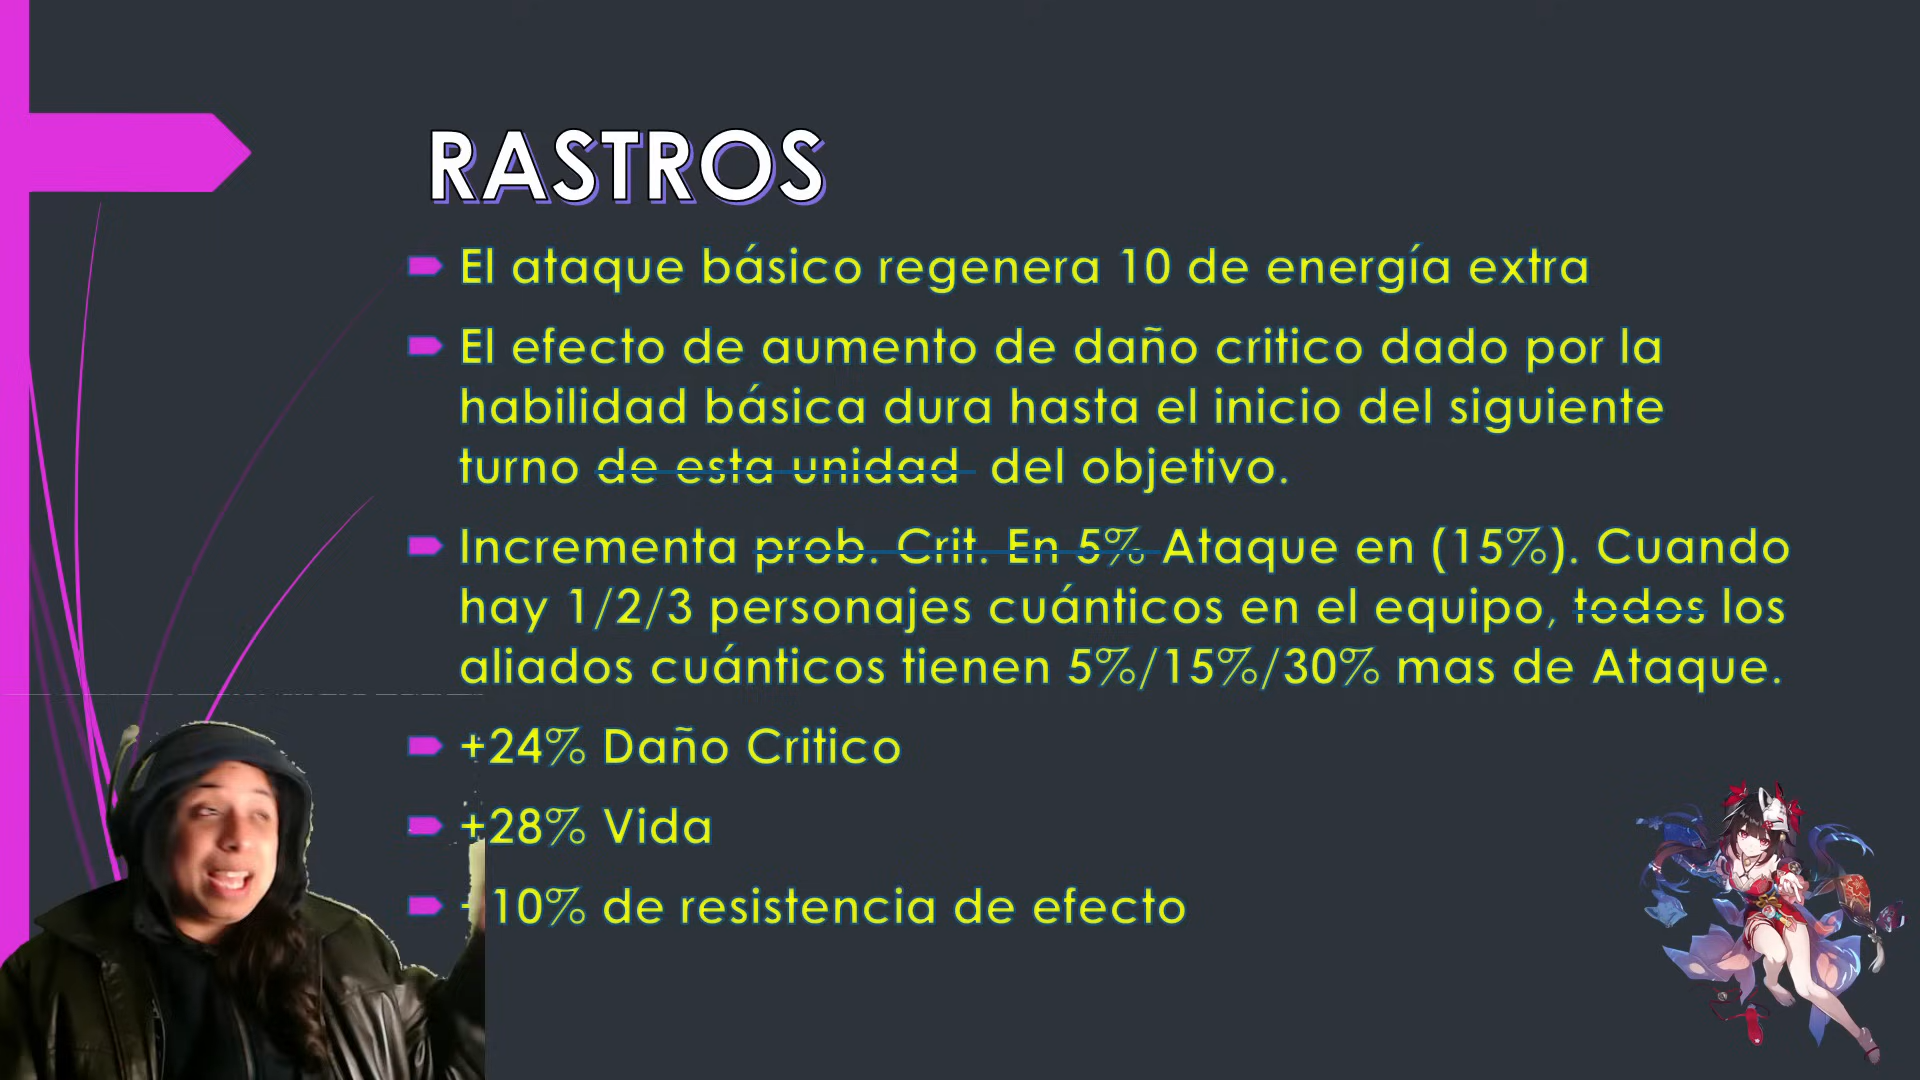 RASTROS
El ataque básico regenera 10 de energía extra
El efecto de aumento de daño critico dado por la
habilidad básica dura hasta el inicio del siguiente
turno de esta unidad del objetivo.
Incrementa prob. Crit. En 5% Ataque en (15%). Cuando
hay 1/2/3 personajes cuánticos en el equipo, todos los
aliados cuánticos tienen 5%/15%/30% mas de Ataque.
+24% Daño Critico
+28% Vida
+10% de resistencia de efecto